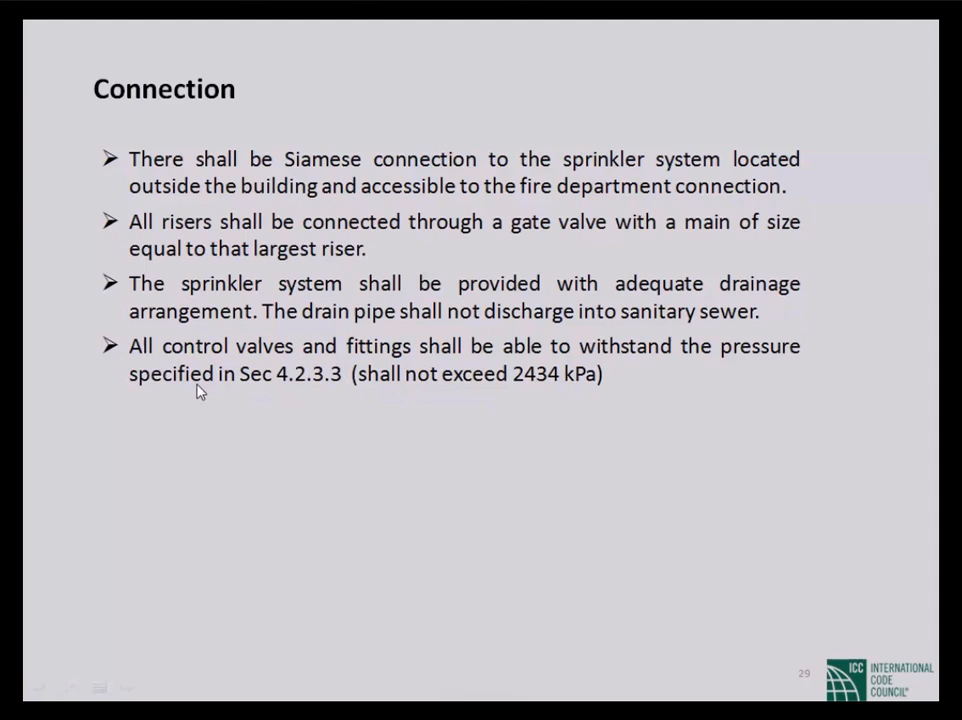 Connection
➢ There shall be Siamese connection to the sprinkler system located
outside the building and accessible to the fire department connection.
➢ All risers shall be connected through a gate valve with a main of size
equal to that largest riser.
➢ The sprinkler system shall be provided with adequate drainage
arrangement. The drain pipe shall not discharge into sanitary sewer.
➢ All control valves and fittings shall be able to withstand the pressure
specified in Sec 4.2.3.3 (shall not exceed 2434 kPa)
29
ICC
INTERNATIONAL
CODE
COUNCIL®